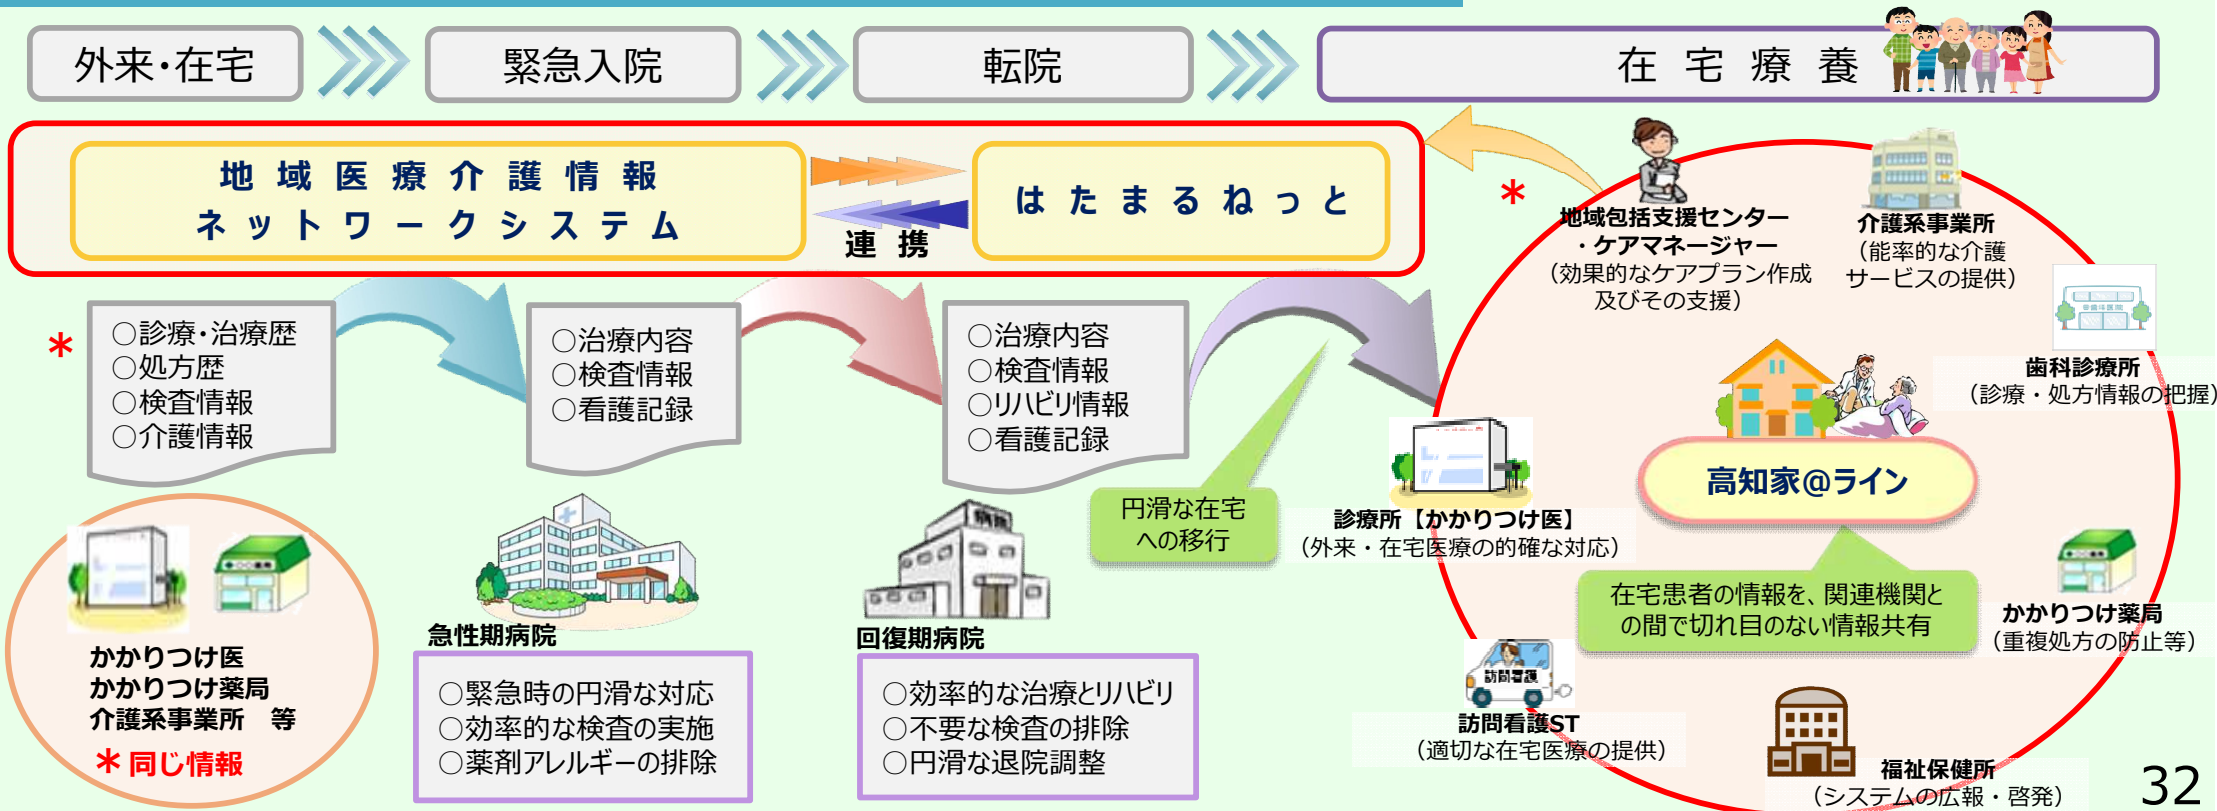 外来・在宅
緊急入院
転院
在宅療養
地域医療介護情報
ネットワークシステム
連携
はたまるねっと
＊
○診療・治療歴
○処方歴
○検査情報
○介護情報
○治療内容
○検査情報
○看護記録
○治療内容
○検査情報
○リハビリ情報
○看護記録
円滑な在宅
への移行
かかりつけ医
かかりつけ薬局
介護系事業所　等
＊同じ情報
急性期病院
○緊急時の円滑な対応
○効率的な検査の実施
○薬剤アレルギーの排除
病院
回復期病院
○効率的な治療とリハビリ
○不要な検査の排除
○円滑な退院調整
＊
地域包括支援センター
・ケアマネージャー
（効果的なケアプラン作成
及びその支援）
介護系事業所
（能率的な介護
サービスの提供）
歯科診療所
（診療・処方情報の把握）
高知家@ライン
診療所【かかりつけ医】
（外来・在宅医療の的確な対応）
在宅患者の情報を、関連機関と
の間で切れ目のない情報共有
かかりつけ薬局
（重複処方の防止等）
訪問看護
訪問看護ST
（適切な在宅医療の提供）
福祉保健所
（システムの広報・啓発）
32